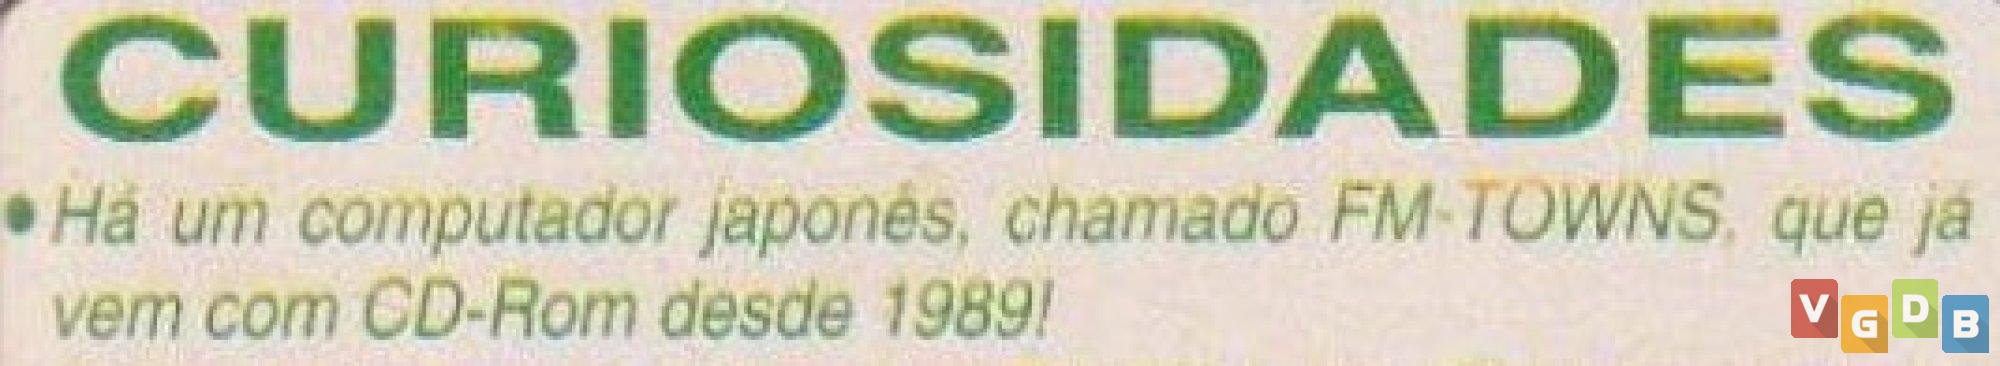 CURIOSIDADES
• Há um computador japonês, chamado FM-TOWNS, que já
vem com CD-Rom desde 1989!
VGDB